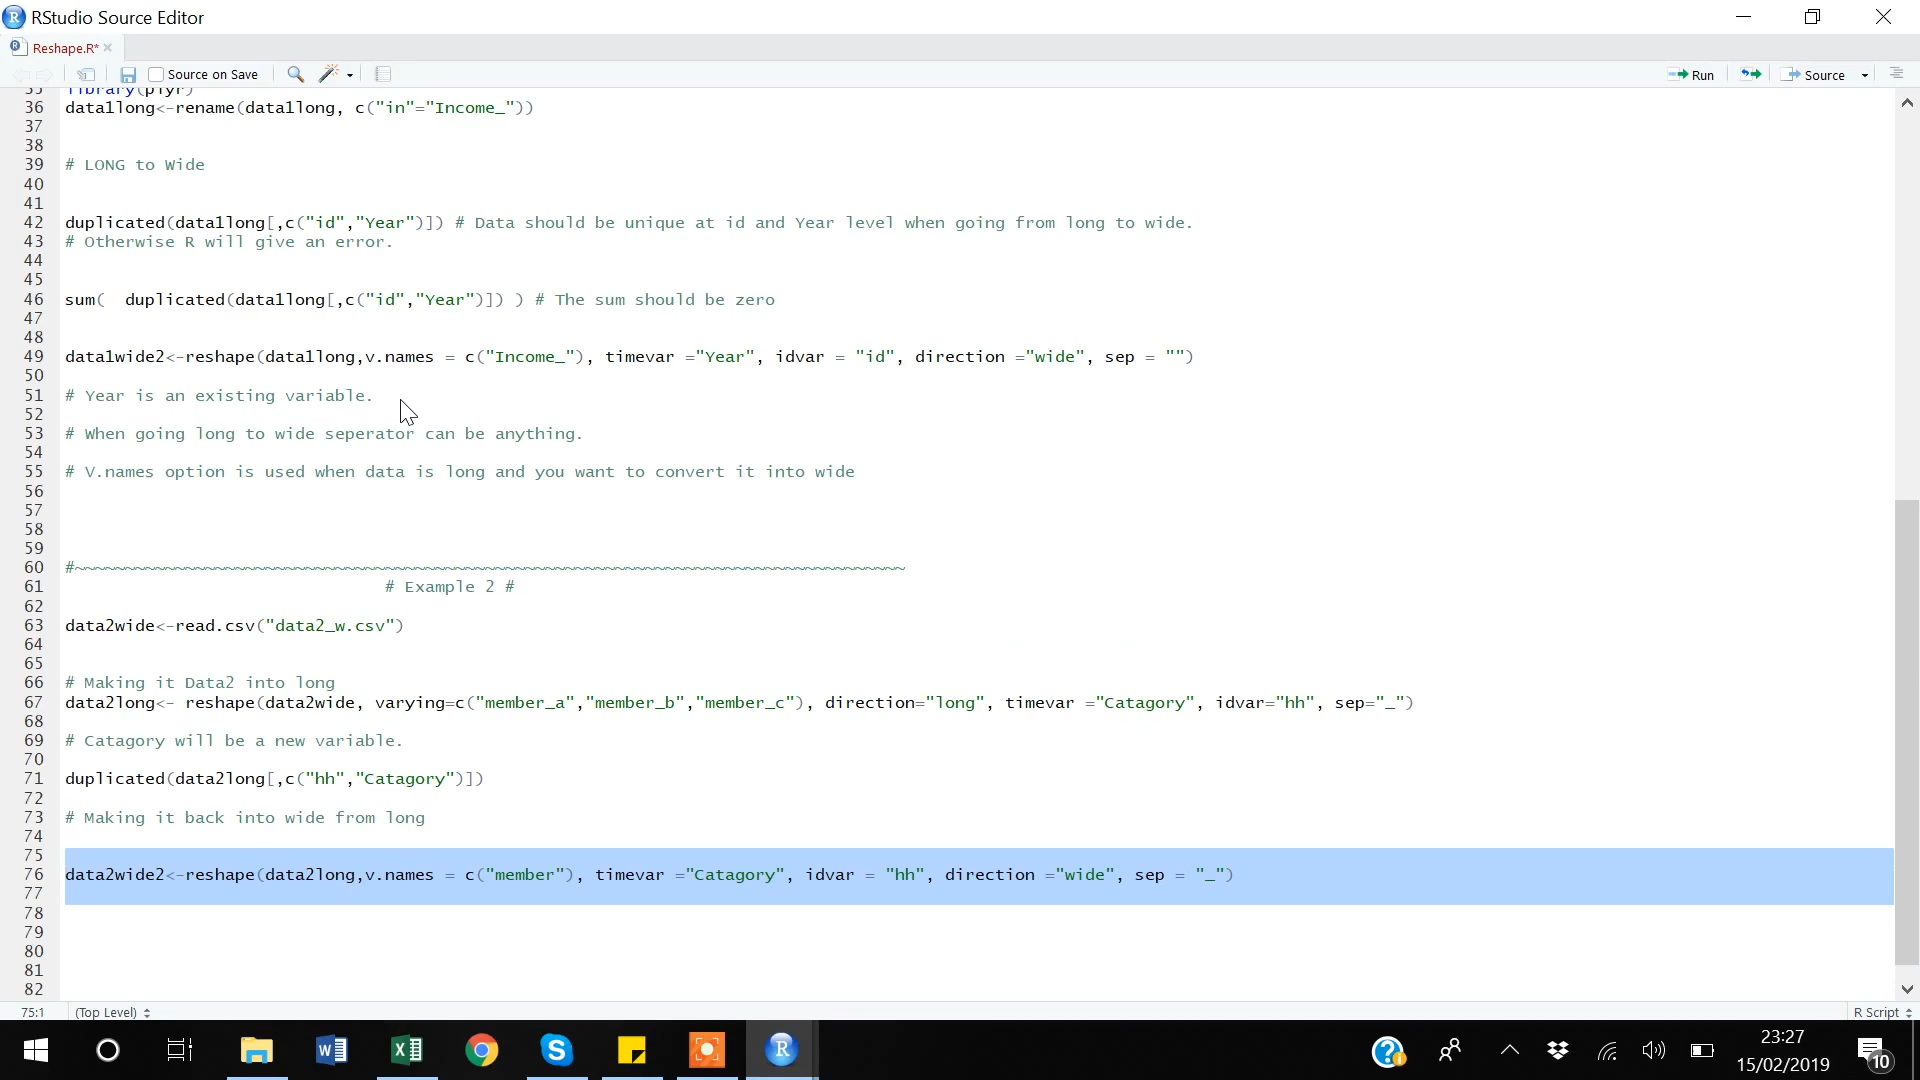 RStudio Source Editor
Reshape.R*
Source on Save
Run
Source
35 library(plyr)
36 data1long<-rename(data1long, c("in"="Income_"))
37
38
39 # LONG to Wide
40
41
42 duplicated(data1long[,c("id","Year")]) # Data should be unique at id and Year level when going from long to wide.
43 # Otherwise R will give an error.
44
45
46 sum(  duplicated(data1long[,c("id","Year")]) ) # The sum should be zero
47
48
49 data1wide2<-reshape(data1long,v.names = c("Income_"), timevar ="Year", idvar = "id", direction ="wide", sep = "")
50
51 # Year is an existing variable.
52
53 # When going long to wide seperator can be anything.
54
55 # V.names option is used when data is long and you want to convert it into wide
56
57
58
59
60 #~~~~~~~~~~~~~~~~~~~~~~~~~~~~~~~~~~~~~~~~~~~~~~~~~~~~~~~~~~~~~~~~~~~~~~~~~~~~~~~~~~~
61 # Example 2 #
62
63 data2wide<-read.csv("data2_w.csv")
64
65
66 # Making it Data2 into long
67 data2long<- reshape(data2wide, varying=c("member_a","member_b","member_c"), direction="long", timevar ="Catagory", idvar="hh", sep="_")
68
69 # Catagory will be a new variable.
70
71 duplicated(data2long[,c("hh","Catagory")])
72
73 # Making it back into wide from long
74
75
76 data2wide2<-reshape(data2long,v.names = c("member"), timevar ="Catagory", idvar = "hh", direction ="wide", sep = "_")
77
78
79
80
81
82
75:1 (Top Level) R Script
23:27
15/02/2019
10